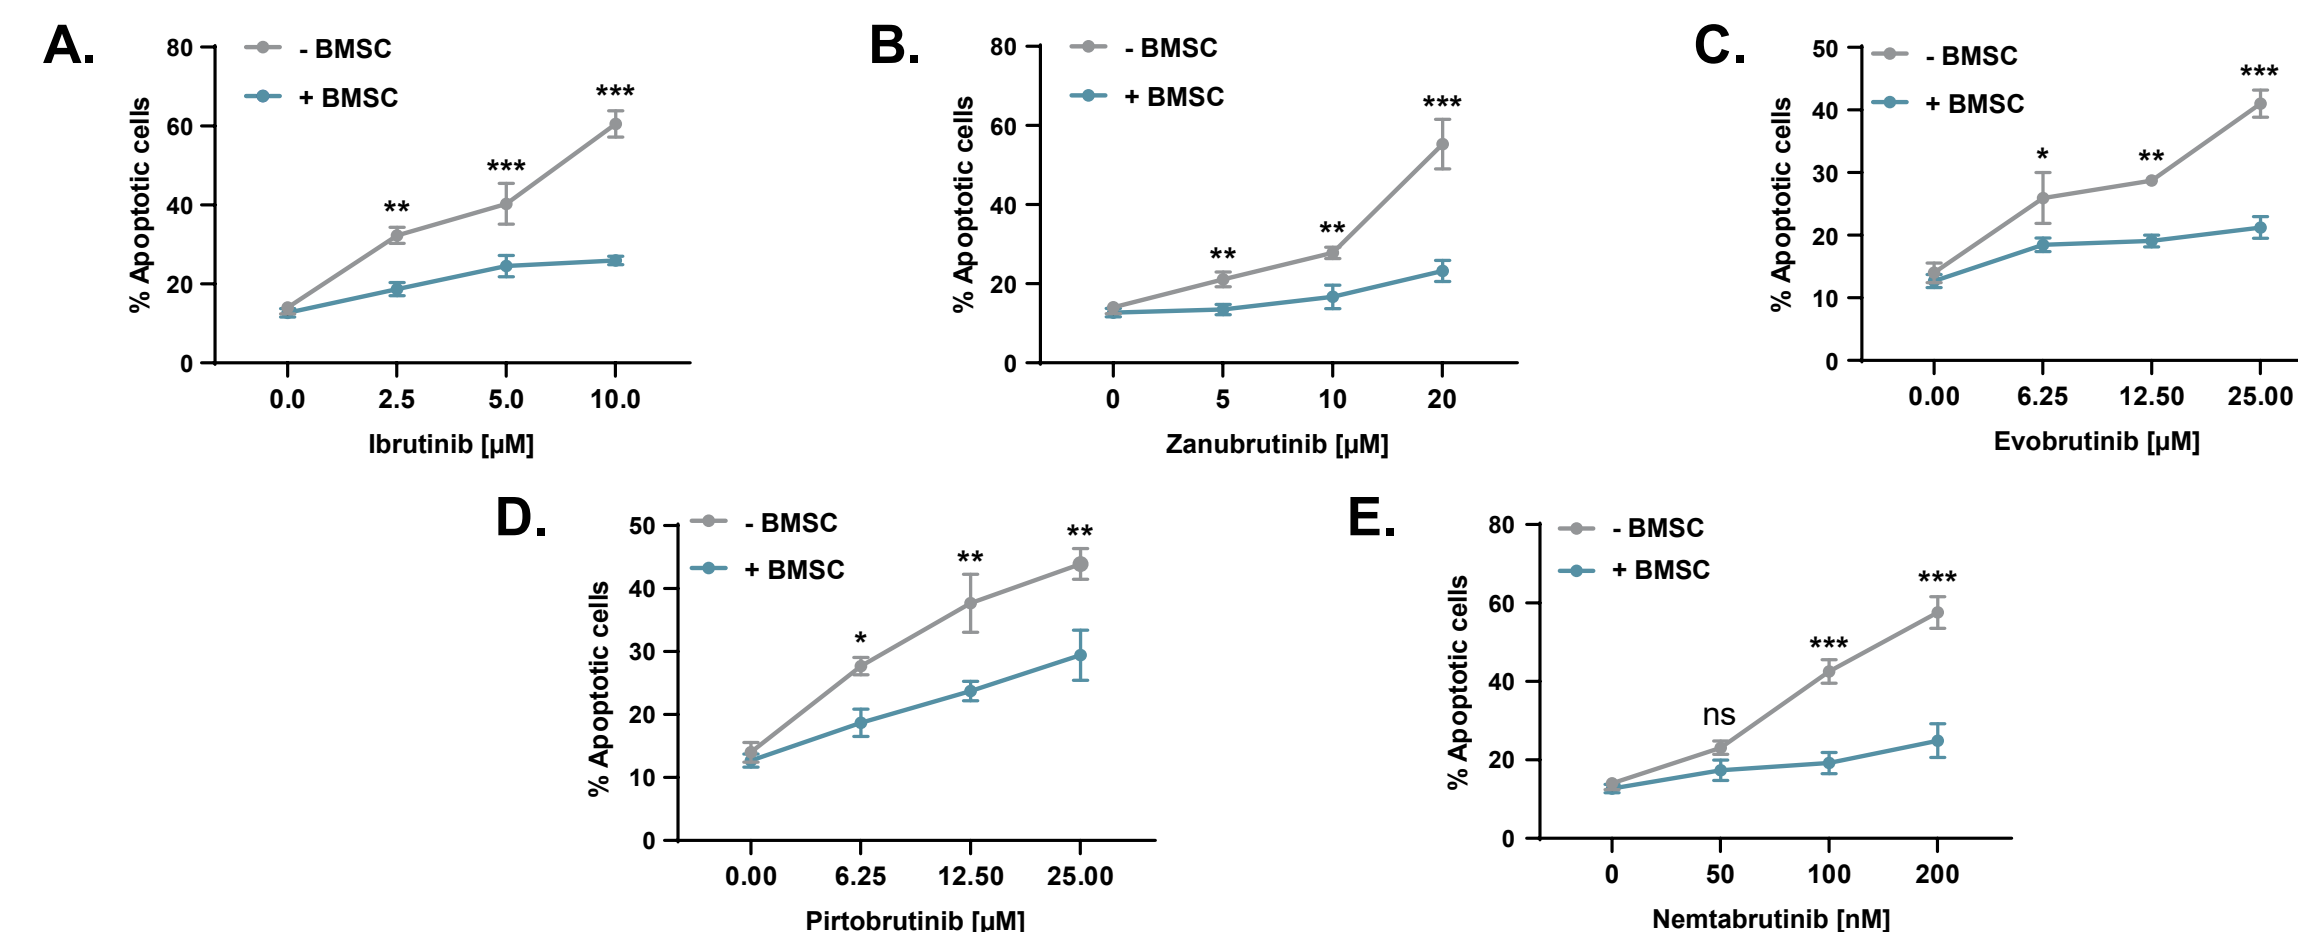 A.
- BMSC
+ BMSC
% Apoptotic cells
80
60
40
20
0
**
***
***
0.0 2.5 5.0 10.0
Ibrutinib [µM]
B.
- BMSC
+ BMSC
% Apoptotic cells
80
60
40
20
0
**
**
***
0 5 10 20
Zanubrutinib [µM]
C.
- BMSC
+ BMSC
% Apoptotic cells
50
40
30
20
10
0
*
**
***
0.00 6.25 12.50 25.00
Evobrutinib [µM]
D.
- BMSC
+ BMSC
% Apoptotic cells
50
40
30
20
10
0
*
**
**
0.00 6.25 12.50 25.00
Pirtobrutinib [µM]
E.
- BMSC
+ BMSC
% Apoptotic cells
80
60
40
20
0
ns
***
***
0 50 100 200
Nemtabrutinib [nM]